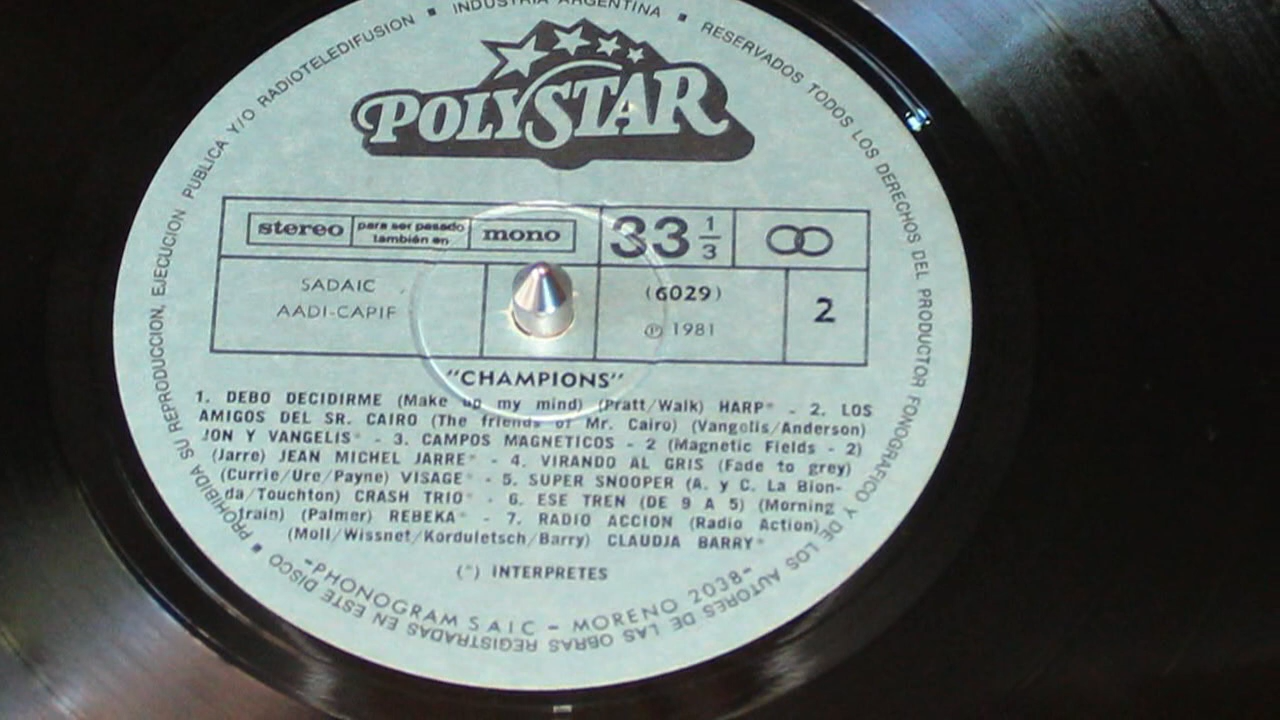 INDUSTRIA ARGENTINA ▪ RESERVADOS TODOS LOS DERECHOS DEL PRODUCTOR FONOGRAFICO Y DE LOS AUTORES DE LAS OBRAS REGISTRADAS EN ESTE DISCO ▪ PROHIBIDA SU REPRODUCCION, EJECUCION PUBLICA Y/O RADIOTELEDIFUSION ▪
POLYSTAR
stereo
para ser pasado
también en
mono
33 1/3
SADAIC
AADI-CAPIF
(6029)
Ⓟ 1981
2
"CHAMPIONS"
1. DEBO DECIDIRME (Make up my mind) (Pratt/Walk) HARP* - 2. LOS
AMIGOS DEL SR. CAIRO (The friends of Mr. Cairo) (Vangelis/Anderson)
JON Y VANGELIS* - 3. CAMPOS MAGNETICOS - 2 (Magnetic Fields - 2)
(Jarre) JEAN MICHEL JARRE* - 4. VIRANDO AL GRIS (Fade to grey)
(Currie/Ure/Payne) VISAGE* - 5. SUPER SNOOPER (A. y C. La Bion-
da/Touchton) CRASH TRIO* - 6. ESE TREN (DE 9 A 5) (Morning
train) (Palmer) REBEKA* - 7. RADIO ACCION (Radio Action)
(Moll/Wissnet/Korduletsch/Barry) CLAUDJA BARRY*
(*) INTERPRETES
-PHONOGRAM S A I C - MORENO 2038-